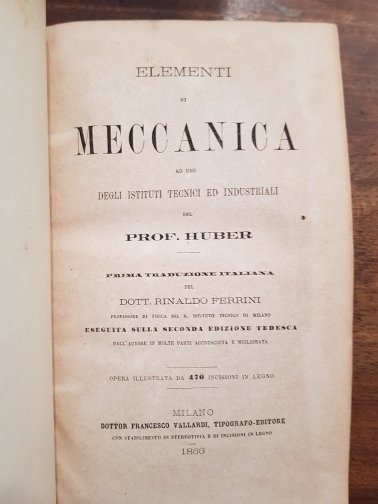 ELEMENTI
DI
MECCANICA
AD USO
DEGLI ISTITUTI TECNICI ED INDUSTRIALI
DEL
PROF. HUBER
PRIMA TRADUZIONE ITALIANA
DEL
DOTT. RINALDO FERRINI
PROFESSORE DI FISICA NEL R. ISTITUTO TECNICO DI MILANO
ESEGUITA SULLA SECONDA EDIZIONE TEDESCA
DALL'AUTORE IN MOLTE PARTI ACCRESCIUTA E MIGLIORATA
OPERA ILLUSTRATA DA 470 INCISIONI IN LEGNO
MILANO
DOTTOR FRANCESCO VALLARDI, TIPOGRAFO-EDITORE
CON STABILIMENTO DI STEREOTIPIA E DI INCISIONI IN LEGNO
1866